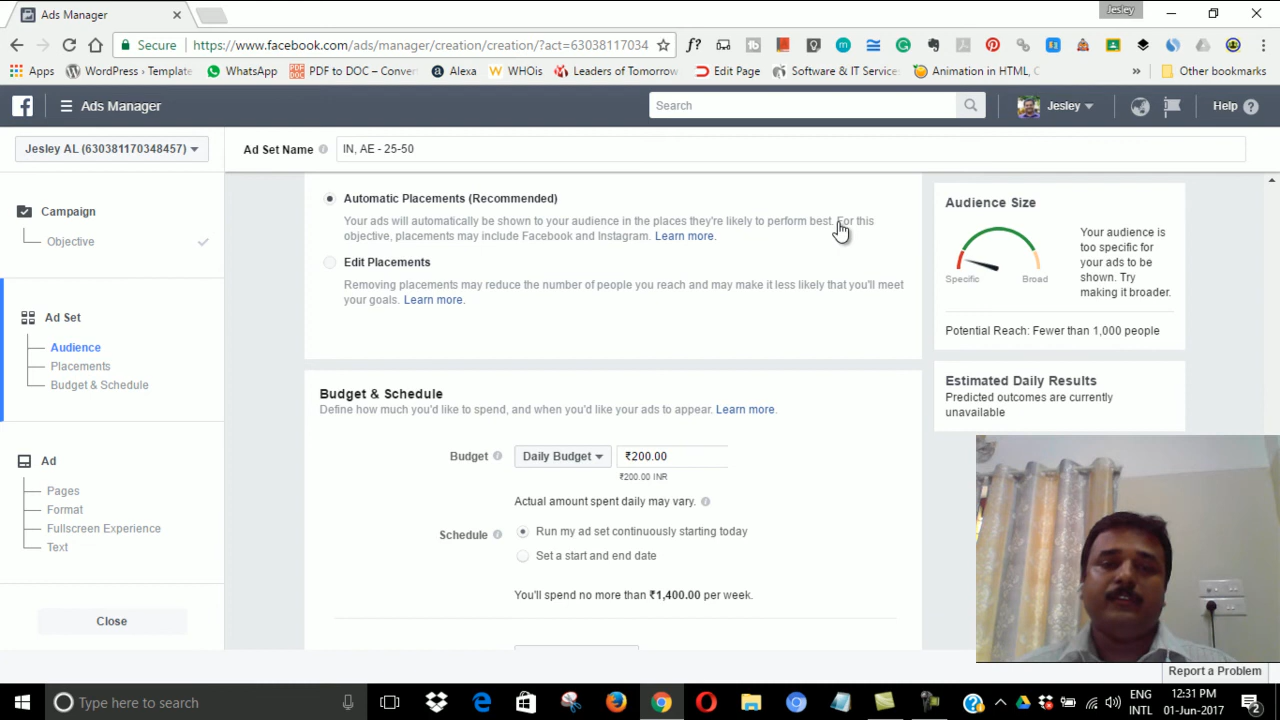 Ads Manager
Jesley
Secure
https://www.facebook.com/ads/manager/creation/creation/?act=63038117034
Apps
WordPress › Template
WhatsApp
PDF to DOC – Conver
Alexa
WHOis
Leaders of Tomorrow
Edit Page
Software & IT Service
Animation in HTML, C
»
Other bookmarks
Ads Manager
Search
Jesley
Help
Jesley AL (630381170348457)
Ad Set Name
IN, AE - 25-50
Campaign
Objective
Ad Set
Audience
Placements
Budget & Schedule
Ad
Pages
Format
Fullscreen Experience
Text
Close
Automatic Placements (Recommended)
Your ads will automatically be shown to your audience in the places they're likely to perform best. For this
objective, placements may include Facebook and Instagram. Learn more.
Edit Placements
Removing placements may reduce the number of people you reach and may make it less likely that you'll meet
your goals. Learn more.
Budget & Schedule
Define how much you'd like to spend, and when you'd like your ads to appear. Learn more.
Budget
Daily Budget
₹200.00
₹200.00 INR
Actual amount spent daily may vary.
Schedule
Run my ad set continuously starting today
Set a start and end date
You'll spend no more than ₹1,400.00 per week.
Audience Size
Specific
Broad
Your audience is
too specific for
your ads to be
shown. Try
making it broader.
Potential Reach: Fewer than 1,000 people
Estimated Daily Results
Predicted outcomes are currently
unavailable
Report a Problem
Type here to search
ENG
INTL
12:31 PM
01-Jun-2017
2